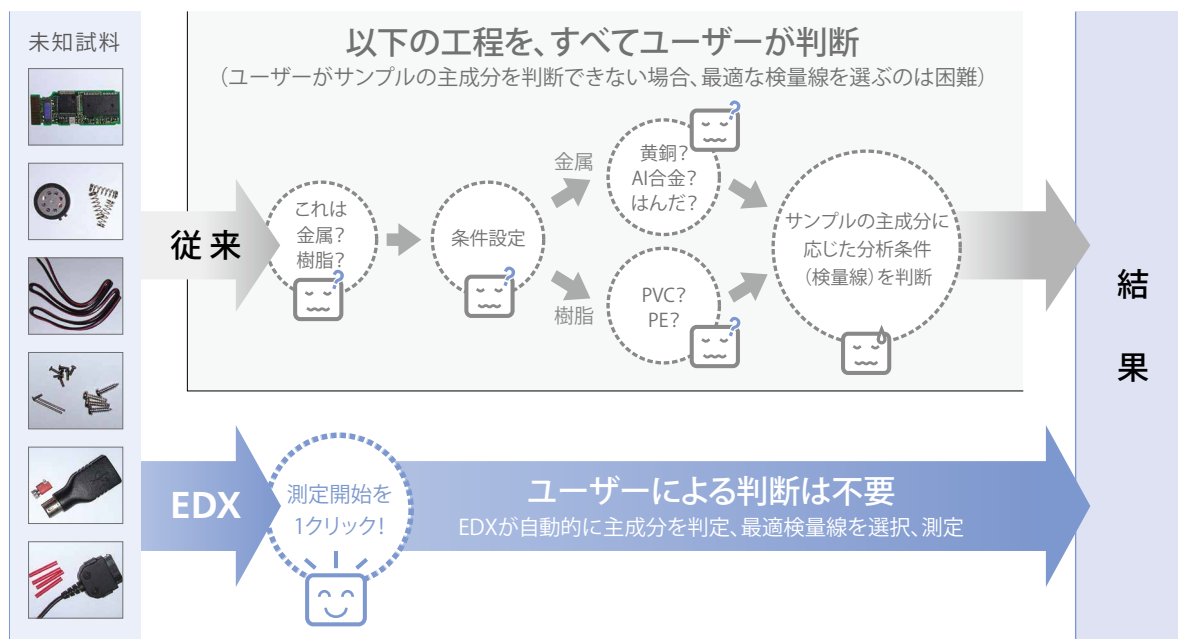 未知試料
以下の工程を、すべてユーザーが判断
（ユーザーがサンプルの主成分を判断できない場合、最適な検量線を選ぶのは困難）
従来
これは
金属？
樹脂？
条件設定
金属
黄銅？
Al合金？
はんだ？
樹脂
PVC？
PE？
サンプルの主成分に
応じた分析条件
（検量線）を判断
結果
EDX
測定開始を
1クリック！
ユーザーによる判断は不要
EDXが自動的に主成分を判定、最適検量線を選択、測定